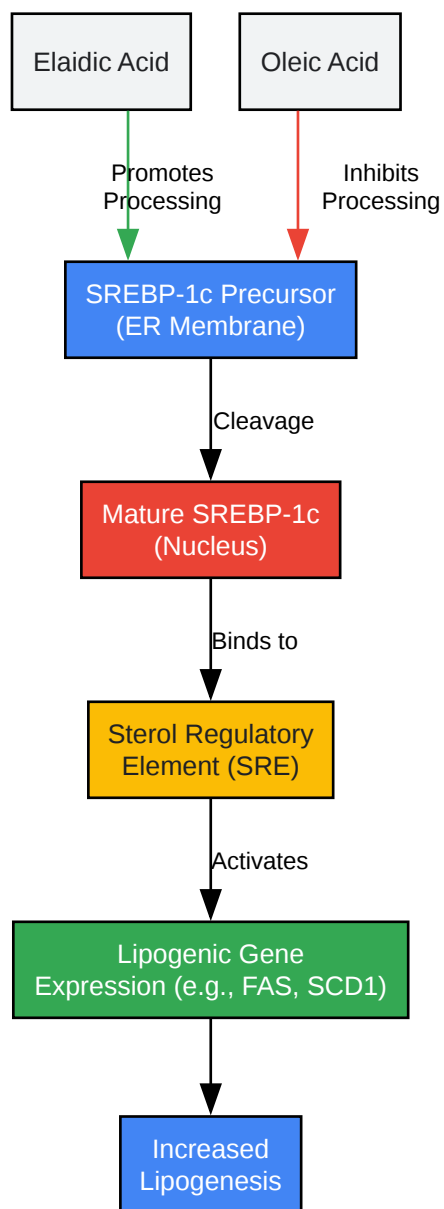 Elaidic Acid
Oleic Acid
Promotes
Processing
Inhibits
Processing
SREBP-1c Precursor
(ER Membrane)
Cleavage
Mature SREBP-1c
(Nucleus)
Binds to
Sterol Regulatory
Element (SRE)
Activates
Lipogenic Gene
Expression (e.g., FAS, SCD1)
Increased
Lipogenesis